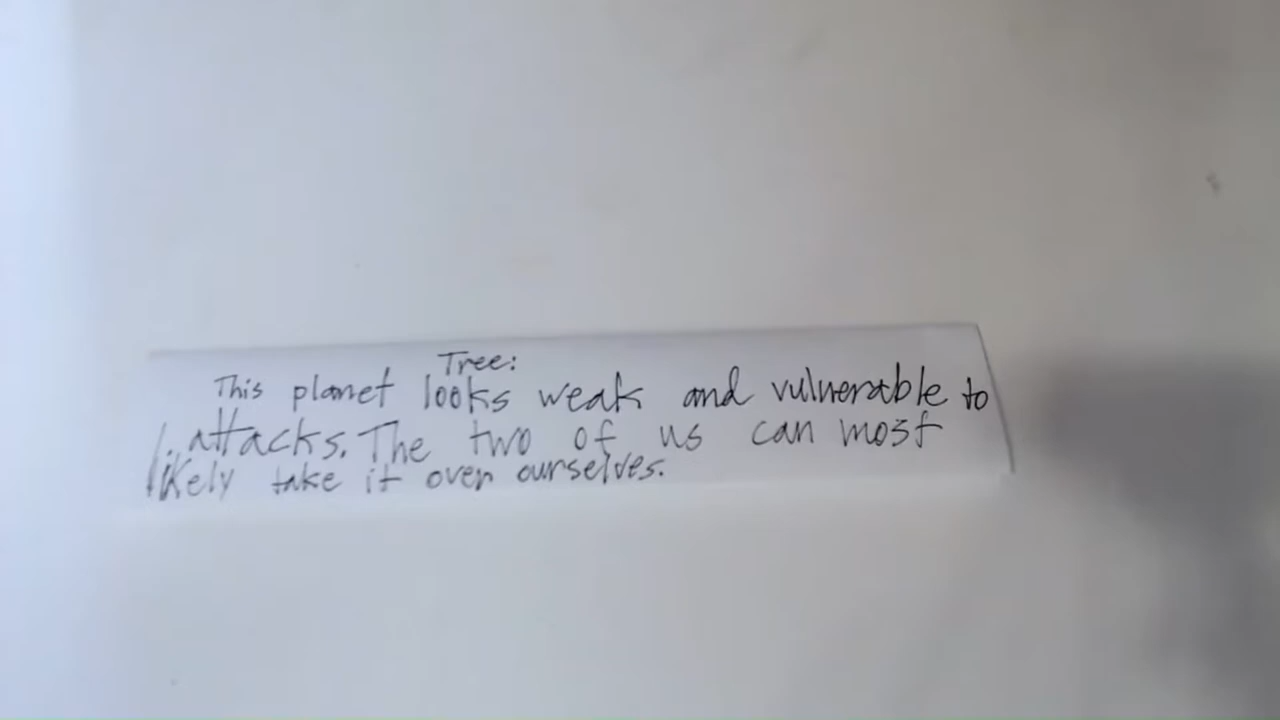 Tree:
This planet looks weak and vulnerable to
attacks. The two of us can most
likely take it over ourselves.